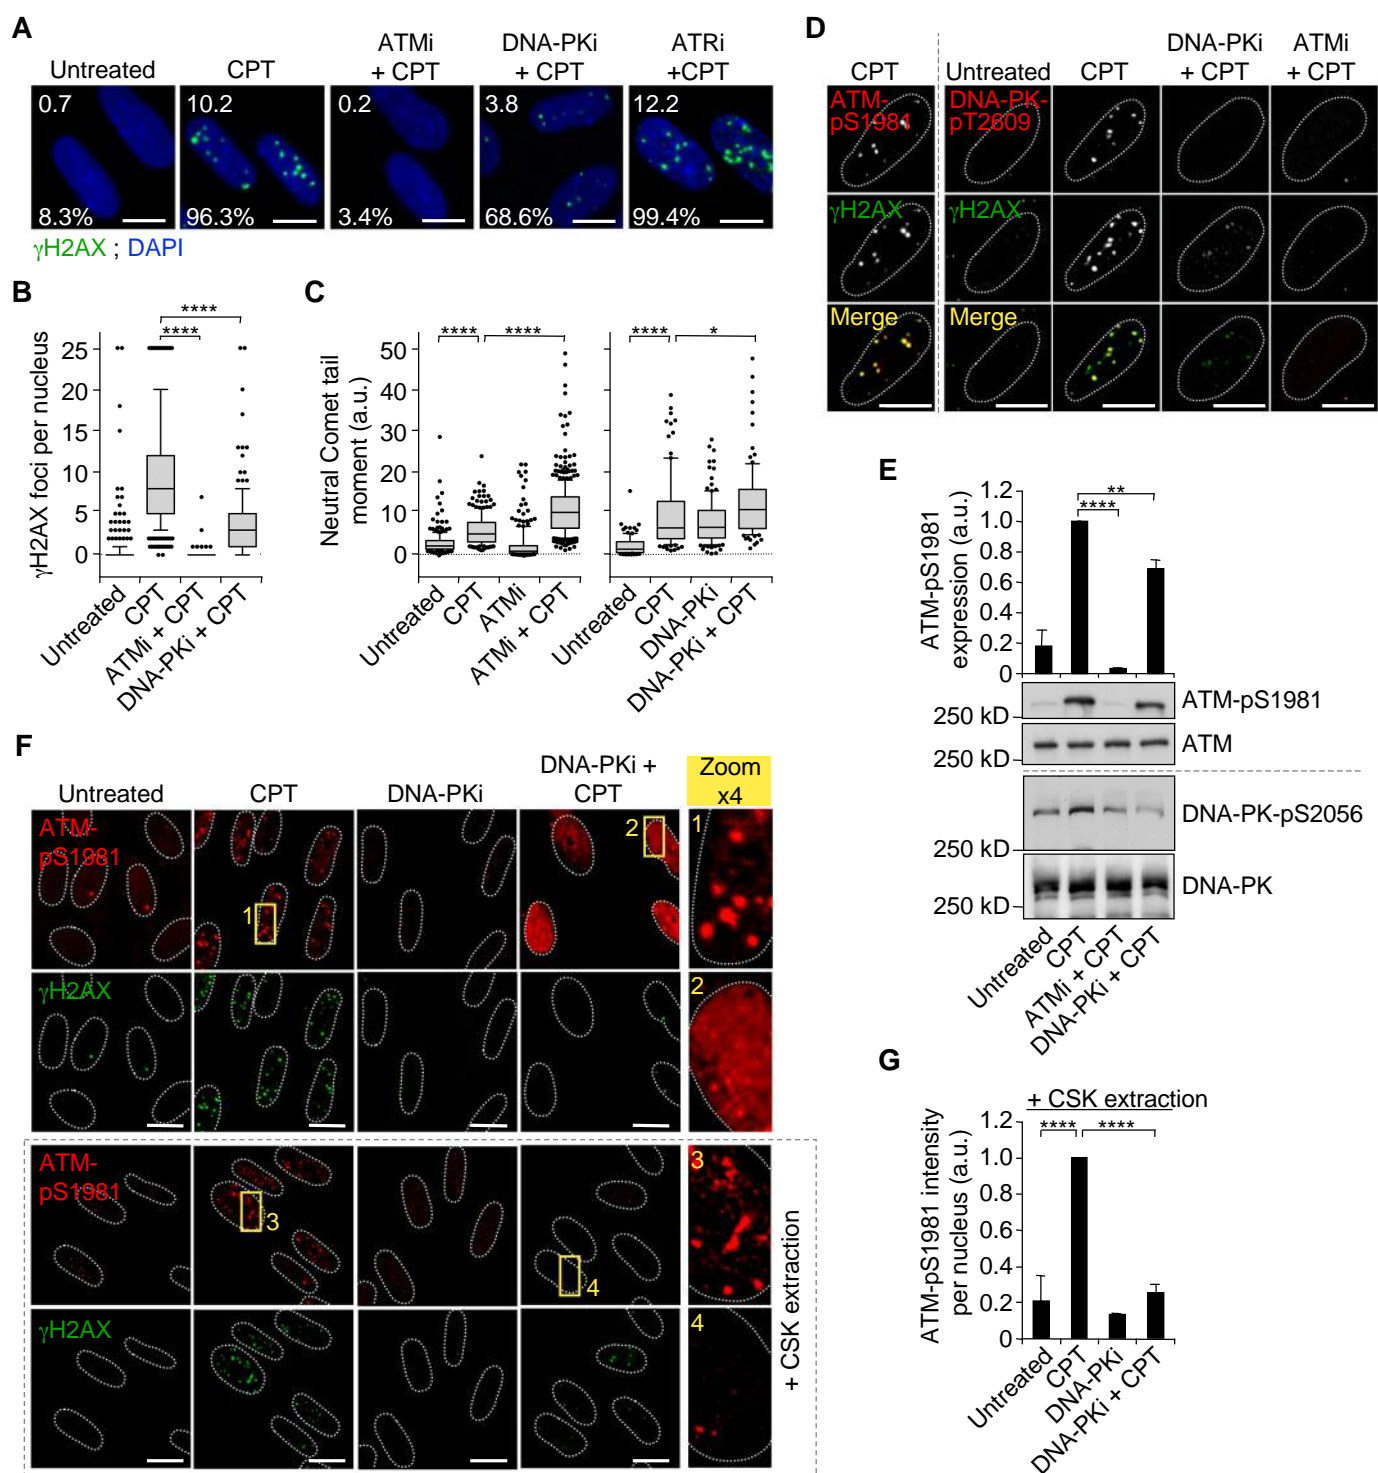 A
Untreated
CPT
ATMi
+ CPT
DNA-PKi
+ CPT
ATRi
+CPT
0.7
10.2
0.2
3.8
12.2
8.3%
96.3%
3.4%
68.6%
99.4%
γH2AX ; DAPI
B
γH2AX foci per nucleus
25
20
15
10
5
0
****
****
Untreated
CPT
ATMi + CPT
DNA-PKi + CPT
C
Neutral Comet tail
moment (a.u.)
50
40
30
20
10
0
****
****
****
*
Untreated
CPT
ATMi
ATMi + CPT
Untreated
CPT
DNA-PKi
DNA-PKi + CPT
D
CPT
Untreated
CPT
DNA-PKi
+ CPT
ATMi
+ CPT
ATM-
pS1981
DNA-PK-
pT2609
γH2AX
γH2AX
Merge
Merge
E
ATM-pS1981
expression (a.u.)
1.2
1.0
0.8
0.6
0.4
0.2
0
**
****
250 kD
ATM-pS1981
250 kD
ATM
250 kD
DNA-PK-pS2056
250 kD
DNA-PK
Untreated
CPT
ATMi + CPT
DNA-PKi + CPT
F
Untreated
CPT
DNA-PKi
DNA-PKi +
CPT
Zoom
x4
ATM-
pS1981
1
2
1
γH2AX
2
ATM-
pS1981
3
4
3
γH2AX
4
+ CSK extraction
G
+ CSK extraction
ATM-pS1981 intensity
per nucleus (a.u.)
1.2
1.0
0.8
0.6
0.4
0.2
0
****
****
Untreated
CPT
DNA-PKi
DNA-PKi + CPT